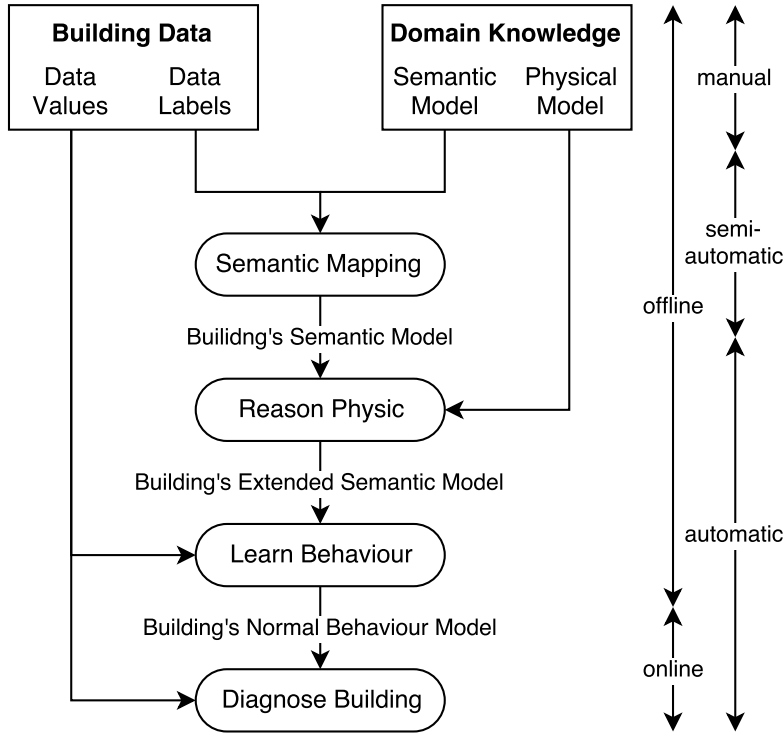 Building Data
Data
Values
Data
Labels
Domain Knowledge
Semantic
Model
Physical
Model
manual
semi-
automatic
Semantic Mapping
offline
Builidng's Semantic Model
Reason Physic
Building's Extended Semantic Model
automatic
Learn Behaviour
Building's Normal Behaviour Model
online
Diagnose Building